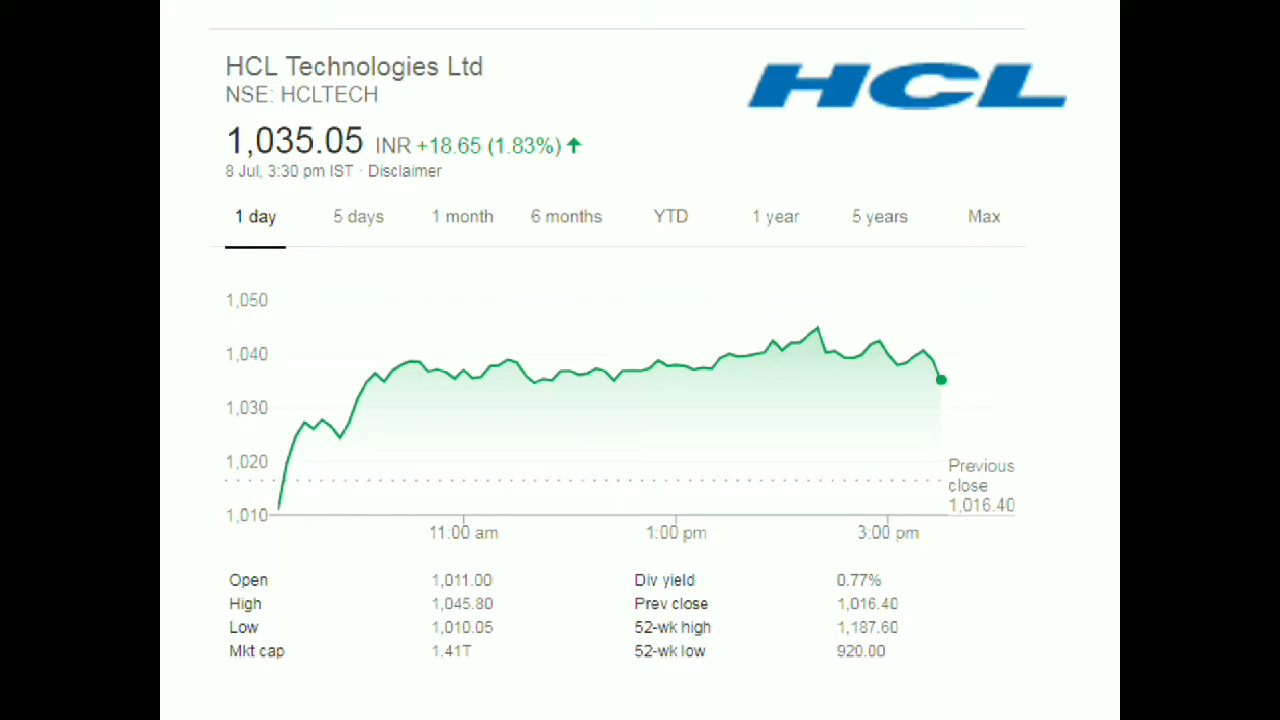 HCL Technologies Ltd
HCL
NSE: HCLTECH
1,035.05 INR +18.65 (1.83%)
8 Jul, 3:30 pm IST · Disclaimer
1 day 5 days 1 month 6 months YTD 1 year 5 years Max
1,050
1,040
1,030
1,020
1,010
Previous
close
1,016.40
11:00 am 1:00 pm 3:00 pm
Open 1,011.00 Div yield 0.77%
High 1,045.80 Prev close 1,016.40
Low 1,010.05 52-wk high 1,187.60
Mkt cap 1.41T 52-wk low 920.00